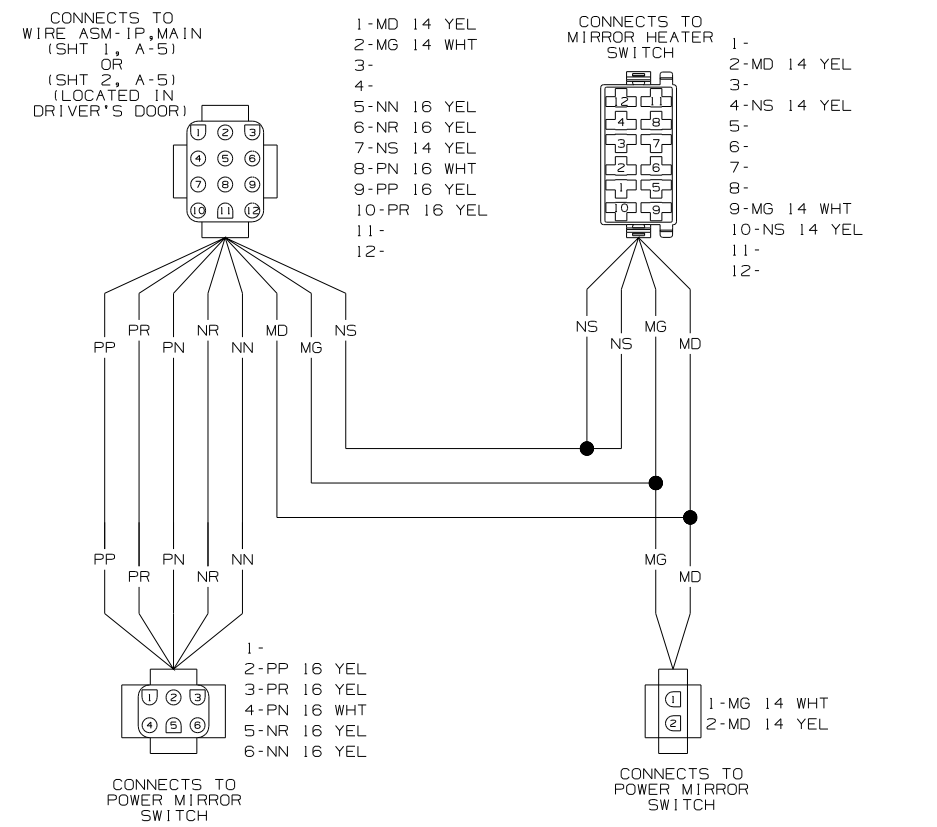 CONNECTS TO
WIRE ASM-IP,MAIN
(SHT 1, A-5)
OR
(SHT 2, A-5)
(LOCATED IN
DRIVER'S DOOR)
1 2 3
4 5 6
7 8 9
10 11 12
1-MD 14 YEL
2-MG 14 WHT
3-
4-
5-NN 16 YEL
6-NR 16 YEL
7-NS 14 YEL
8-PN 16 WHT
9-PP 16 YEL
10-PR 16 YEL
11-
12-
CONNECTS TO
MIRROR HEATER
SWITCH
12 11
4 8
3 7
2 6
1 5
10 9
1-
2-MD 14 YEL
3-
4-NS 14 YEL
5-
6-
7-
8-
9-MG 14 WHT
10-NS 14 YEL
11-
12-
PP PR PN NR NN MD MG NS
NS NS MG MD
PP PR PN NR NN
MG MD
1-
2-PP 16 YEL
3-PR 16 YEL
4-PN 16 WHT
5-NR 16 YEL
6-NN 16 YEL
1 2 3
4 5 6
CONNECTS TO
POWER MIRROR
SWITCH
1
2
1-MG 14 WHT
2-MD 14 YEL
CONNECTS TO
POWER MIRROR
SWITCH